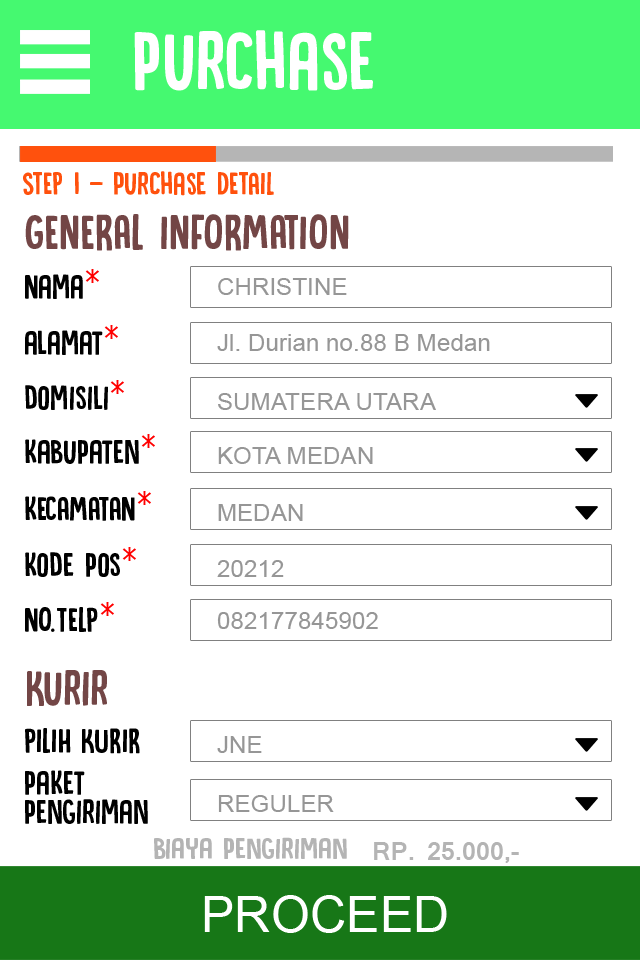 PURCHASE
STEP 1 - PURCHASE DETAIL
GENERAL INFORMATION
NAMA* CHRISTINE
ALAMAT* Jl. Durian no.88 B Medan
DOMISILI* SUMATERA UTARA
KABUPATEN* KOTA MEDAN
KECAMATAN* MEDAN
KODE POS* 20212
NO.TELP* 082177845902
KURIR
PILIH KURIR JNE
PAKET
PENGIRIMAN REGULER
BIAYA PENGIRIMAN RP. 25.000,-
PROCEED